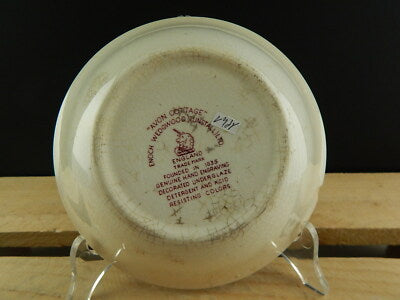 "AVON COTTAGE"
ENOCH WEDGWOOD (TUNSTALL) LTD
ENGLAND
TRADE MARK
FOUNDED IN 1835
GENUINE HAND ENGRAVING
DECORATED UNDERGLAZE
DETERGENT AND ACID
RESISTING COLORS